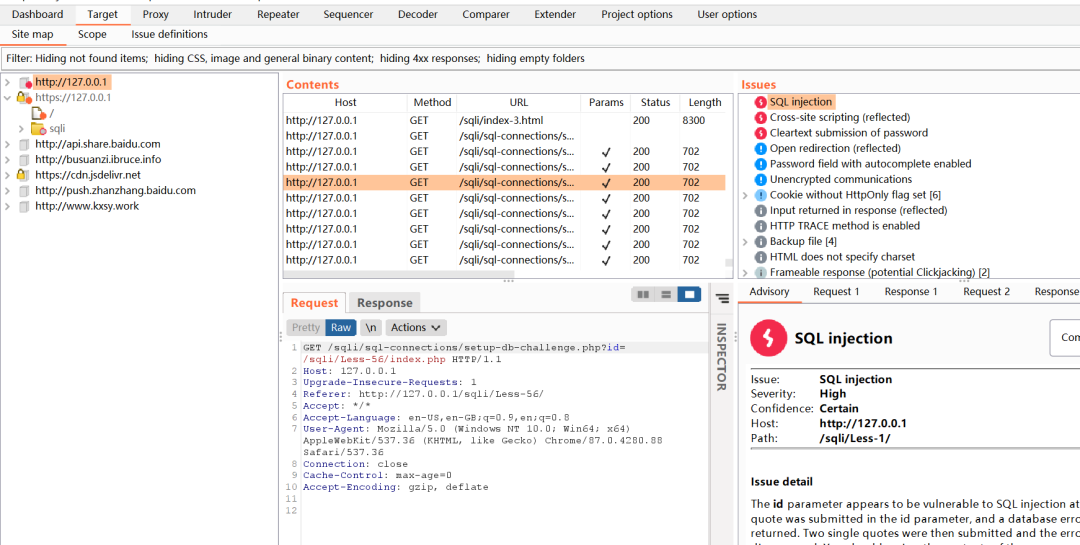 Dashboard Target Proxy Intruder Repeater Sequencer Decoder Comparer Extender Project options User options
Site map Scope Issue definitions
Filter: Hiding not found items; hiding CSS, image and general binary content; hiding 4xx responses; hiding empty folders
http://127.0.0.1
https://127.0.0.1
/
sqli
http://api.share.baidu.com
http://busuanzi.ibruce.info
https://cdn.jsdelivr.net
http://push.zhanzhang.baidu.com
http://www.kxsy.work
Contents
Host Method URL Params Status Length
http://127.0.0.1 GET /sqli/index-3.html 200 8300
http://127.0.0.1 GET /sqli/sql-connections/s...
http://127.0.0.1 GET /sqli/sql-connections/s... ✓ 200 702
http://127.0.0.1 GET /sqli/sql-connections/s... ✓ 200 702
http://127.0.0.1 GET /sqli/sql-connections/s... ✓ 200 702
http://127.0.0.1 GET /sqli/sql-connections/s... ✓ 200 702
http://127.0.0.1 GET /sqli/sql-connections/s... ✓ 200 702
http://127.0.0.1 GET /sqli/sql-connections/s... ✓ 200 702
http://127.0.0.1 GET /sqli/sql-connections/s... ✓ 200 702
http://127.0.0.1 GET /sqli/sql-connections/s... ✓ 200 702
Request Response
Pretty Raw \n Actions
1 GET /sqli/sql-connections/setup-db-challenge.php?id=
/sqli/Less-56/index.php HTTP/1.1
2 Host: 127.0.0.1
3 Upgrade-Insecure-Requests: 1
4 Referer: http://127.0.0.1/sqli/Less-56/
5 Accept: */*
6 Accept-Language: en-US,en-GB;q=0.9,en;q=0.8
7 User-Agent: Mozilla/5.0 (Windows NT 10.0; Win64; x64)
AppleWebKit/537.36 (KHTML, like Gecko) Chrome/87.0.4280.88
Safari/537.36
8 Connection: close
9 Cache-Control: max-age=0
10 Accept-Encoding: gzip, deflate
11
12
INSPECTOR
Issues
SQL injection
Cross-site scripting (reflected)
Cleartext submission of password
Open redirection (reflected)
Password field with autocomplete enabled
Unencrypted communications
Cookie without HttpOnly flag set [6]
Input returned in response (reflected)
HTTP TRACE method is enabled
Backup file [4]
HTML does not specify charset
Frameable response (potential Clickjacking) [2]
Advisory Request 1 Response 1 Request 2 Response
SQL injection
Com
Issue: SQL injection
Severity: High
Confidence: Certain
Host: http://127.0.0.1
Path: /sqli/Less-1/
Issue detail
The id parameter appears to be vulnerable to SQL injection at
quote was submitted in the id parameter, and a database erro
returned. Two single quotes were then submitted and the erro